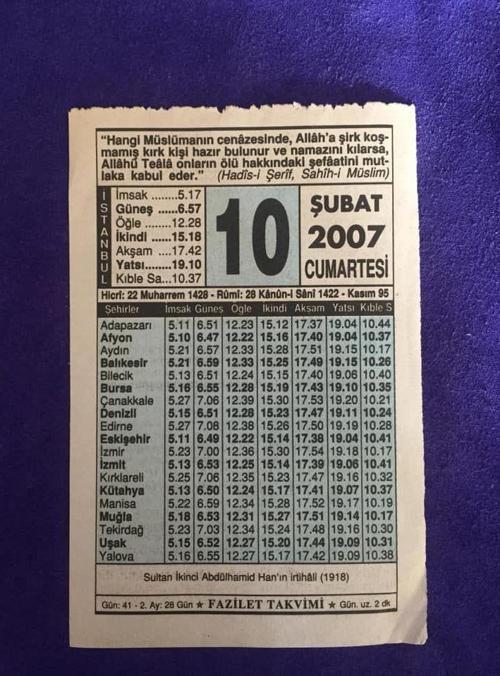 “Hangi Müslümanın cenâzesinde, Allâh’a şirk koş-
mamış kırk kişi hazır bulunur ve namazını kılarsa,
Allâhü Teâlâ onların ölü hakkındaki şefâatini mut-
laka kabul eder.” (Hadîs-i Şerîf, Sahîh-i Müslim)
İSTANBUL
İmsak ........5.17
Güneş ......6.57
Öğle ........12.28
İkindi .....15.18
Akşam ....17.42
Yatsı.......19.10
Kıble Sa...10.37
10
ŞUBAT
2007
CUMARTESİ
Hicrî: 22 Muharrem 1428 - Rûmî: 28 Kânûn-i Sânî 1422 - Kasım 95
Şehirler İmsak Güneş Öğle İkindi Akşam Yatsı Kıble S
Adapazarı 5.11 6.51 12.23 15.12 17.37 19.04 10.44
Afyon 5.10 6.47 12.22 15.16 17.40 19.04 10.37
Aydın 6.57 12.33 15.28 17.51 19.15 10.17
Balıkesir 5.21 6.59 12.33 15.25 17.49 19.15 10.26
Bilecik 5.13 6.51 12.24 15.15 17.40 19.06 10.40
Bursa 5.16 6.55 12.28 15.19 17.43 19.10 10.35
Çanakkale 5.27 7.06 12.39 15.30 17.53 19.20 10.21
Denizli 5.15 6.51 12.28 15.23 17.47 19.11 10.24
Edirne 5.27 7.08 12.38 15.26 17.50 19.19 10.28
Eskişehir 5.11 6.49 12.22 15.14 17.38 19.04 10.41
İzmir 5.23 7.00 12.36 15.30 17.54 19.18 10.17
İzmit 5.13 6.53 12.25 15.14 17.39 19.06 10.41
Kırklareli 5.25 7.06 12.35 15.23 17.47 19.16 10.32
Kütahya 5.13 6.50 12.24 15.17 17.41 19.07 10.37
Manisa 5.22 6.59 12.34 15.28 17.52 19.17 10.19
Muğla 5.18 6.53 12.31 15.27 17.51 19.14 10.17
Tekirdağ 5.23 7.03 12.34 15.24 17.48 19.16 10.30
Uşak 5.15 6.52 12.27 15.20 17.44 19.09 10.31
Yalova 5.16 6.55 12.27 15.17 17.42 19.09 10.38
Sultan İkinci Abdülhamid Han’ın irtihâli (1918)
Gün: 41 - 2. Ay: 28 Gün ★ FAZİLET TAKVİMİ ★ Gün. uz. 2 dk